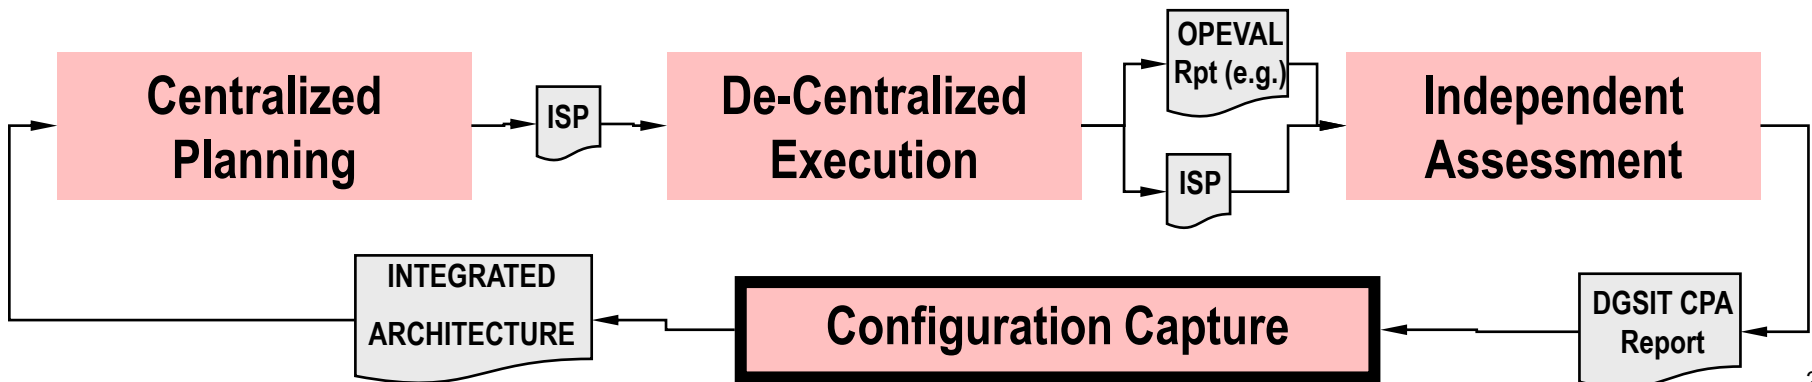 Centralized
Planning
ISP
De-Centralized
Execution
OPEVAL
Rpt (e.g.)
ISP
Independent
Assessment
INTEGRATED
ARCHITECTURE
Configuration Capture
DGSIT CPA
Report